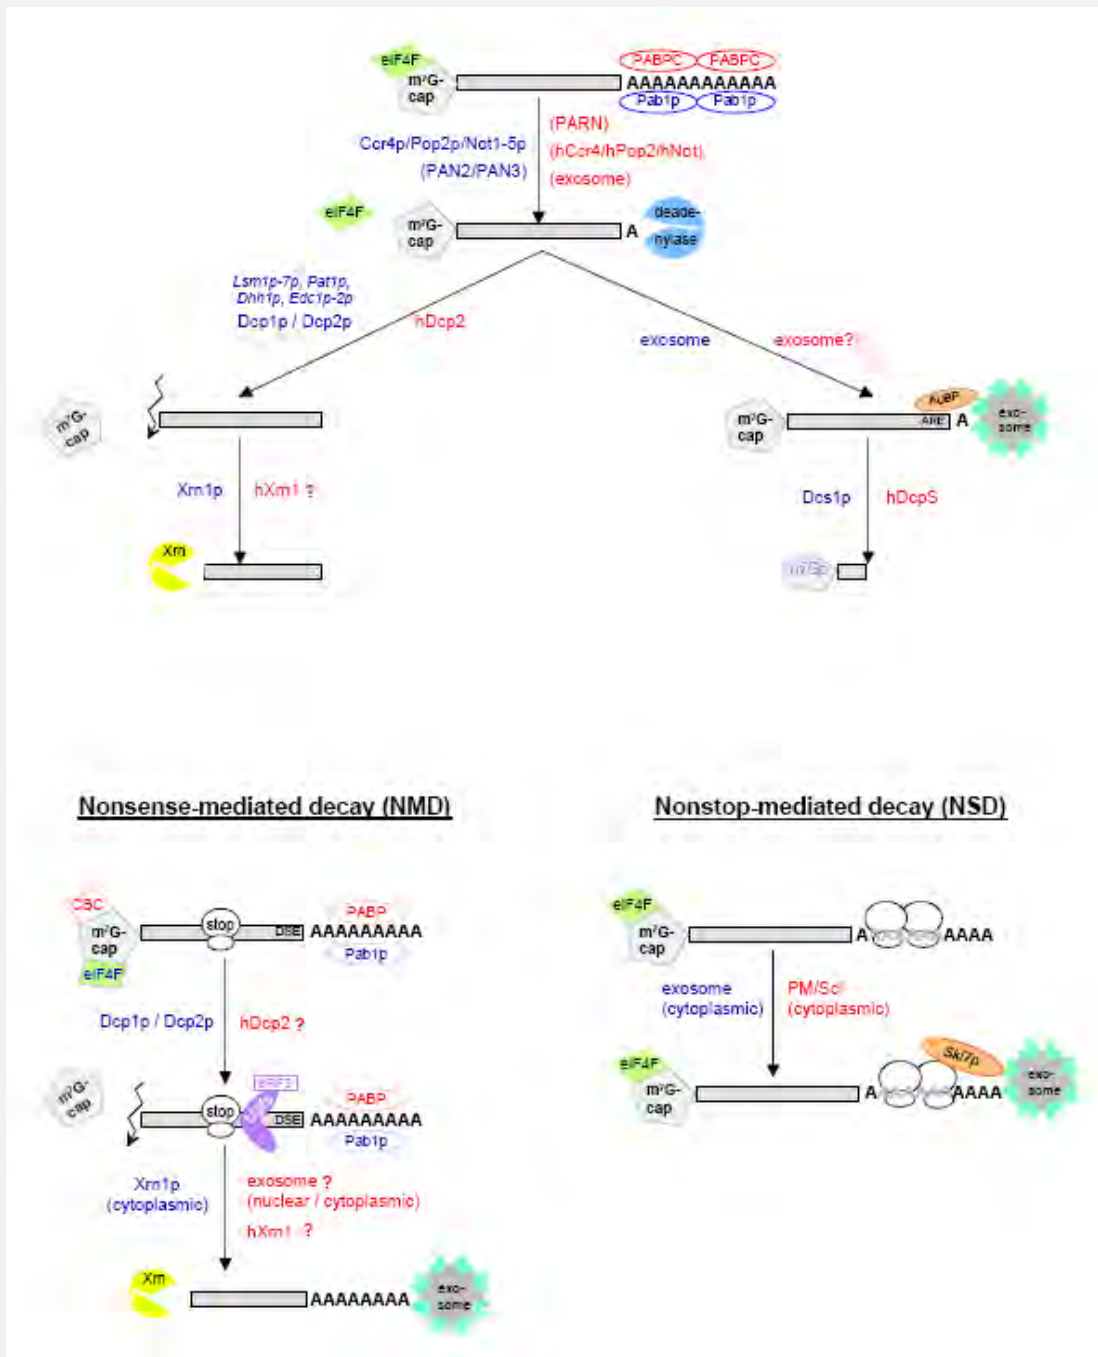 eIF4F
PABPC PABPC
m⁷G-
cap
AAAAAAAAAAAA
Pab1p Pab1p
Ccr4p/Pop2p/Not1-5p
(PAN2/PAN3)
(PARN)
(hCcr4/hPop2/hNot)
(exosome)
eIF4F
m⁷G-
cap
A
deade-
nylase
Lsm1p-7p, Pat1p,
Dhh1p, Edc1p-2p
Dcp1p / Dcp2p
hDcp2
exosome
exosome?
m⁷G-
cap
m⁷G-
cap
AUBP
ARE
A
exo-
some
Xrn1p
hXrn1 ?
Dcs1p
hDcpS
Xrn
m⁷Gp
Nonsense-mediated decay (NMD)
Nonstop-mediated decay (NSD)
CBC
m⁷G-
cap
eIF4F
stop
DSE
PABP
AAAAAAAAA
Pab1p
eIF4F
m⁷G-
cap
A
AAAA
Dcp1p / Dcp2p
hDcp2 ?
exosome
(cytoplasmic)
PM/Scl
(cytoplasmic)
m⁷G-
cap
stop
DSE
PABP
AAAAAAAAA
Pab1p
eIF4F
m⁷G-
cap
A
Ski7p
AAAA
exo-
some
Xrn1p
(cytoplasmic)
exosome ?
(nuclear / cytoplasmic)
hXrn1 ?
Xrn
AAAAAAAA
exo-
some